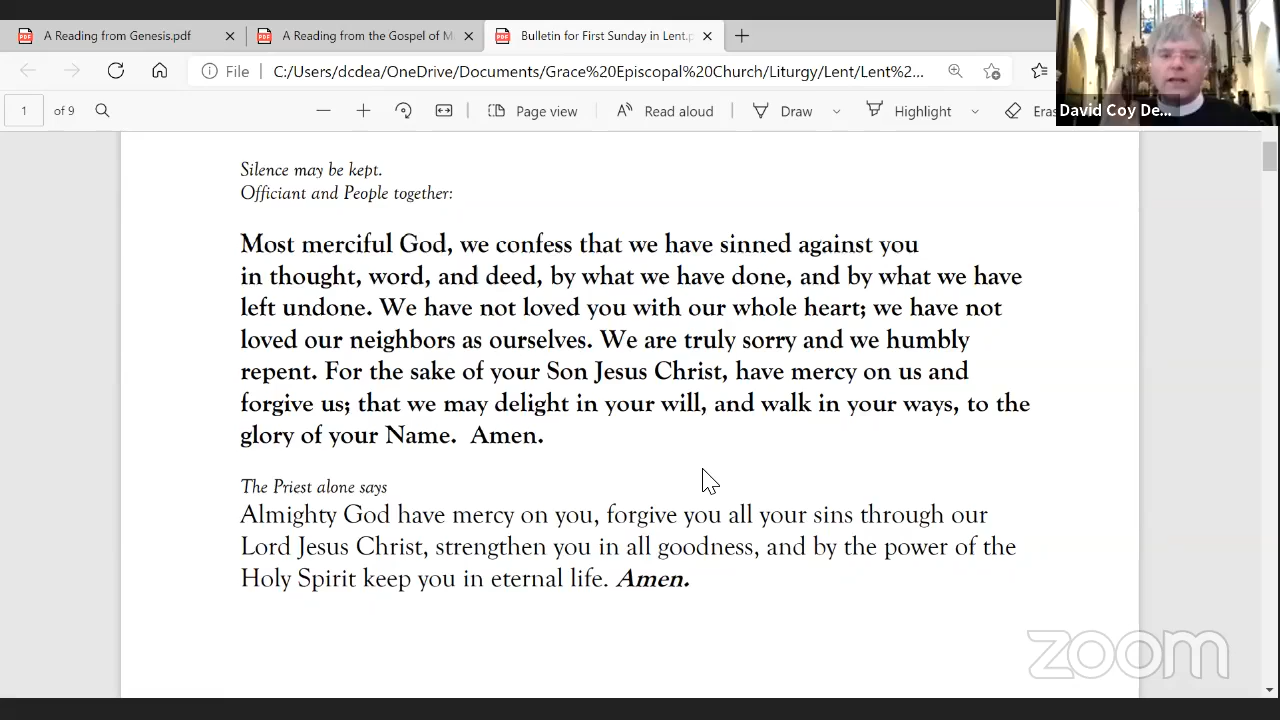 A Reading from Genesis.pdf
A Reading from the Gospel of M
Bulletin for First Sunday in Lent.p
File
C:/Users/dcdea/OneDrive/Documents/Grace%20Episcopal%20Church/Liturgy/Lent/Lent%2...
1 of 9
Page view
Read aloud
Draw
Highlight
Eras
David Coy De...
Silence may be kept.
Officiant and People together:
Most merciful God, we confess that we have sinned against you
in thought, word, and deed, by what we have done, and by what we have
left undone. We have not loved you with our whole heart; we have not
loved our neighbors as ourselves. We are truly sorry and we humbly
repent. For the sake of your Son Jesus Christ, have mercy on us and
forgive us; that we may delight in your will, and walk in your ways, to the
glory of your Name.  Amen.
The Priest alone says
Almighty God have mercy on you, forgive you all your sins through our
Lord Jesus Christ, strengthen you in all goodness, and by the power of the
Holy Spirit keep you in eternal life. Amen.
zoom